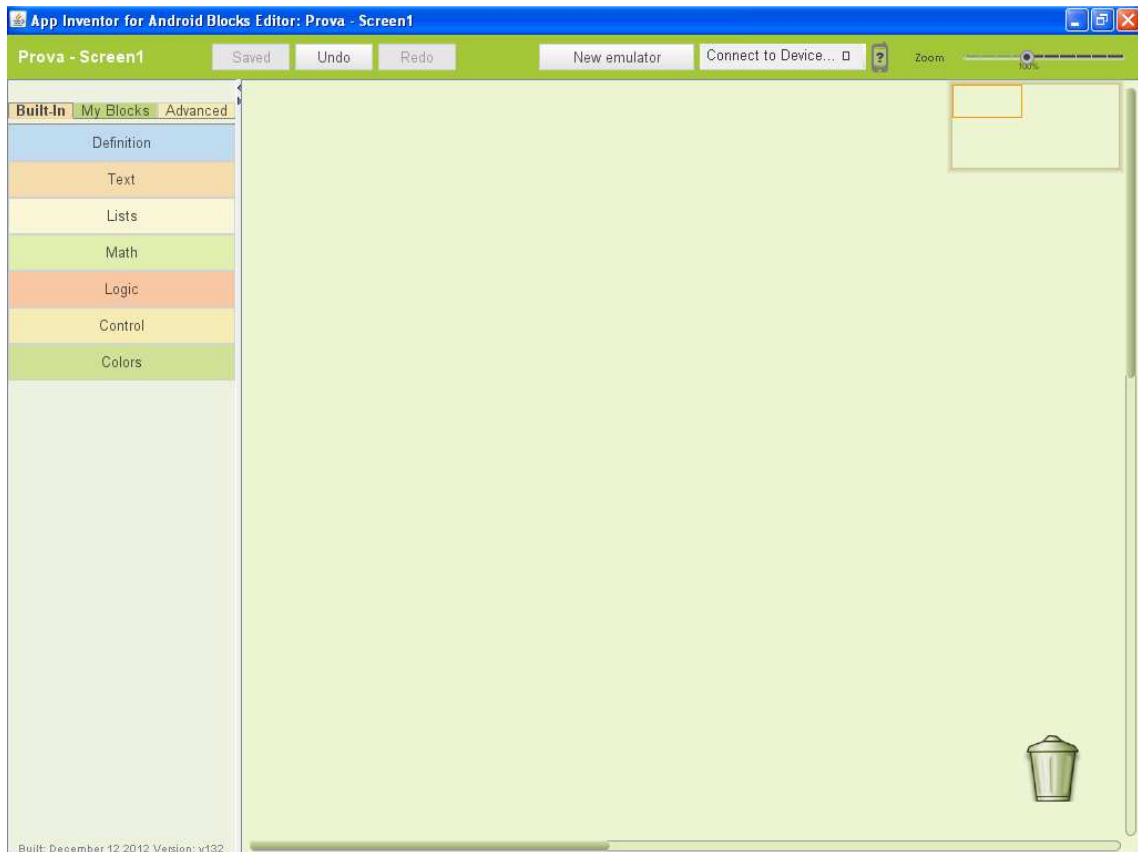 App Inventor for Android Blocks Editor: Prova - Screen1
Prova - Screen1 Saved Undo Redo New emulator Connect to Device... ? Zoom
100%
Built-In My Blocks Advanced
Definition
Text
Lists
Math
Logic
Control
Colors
Built: December 12 2012 Version: v132